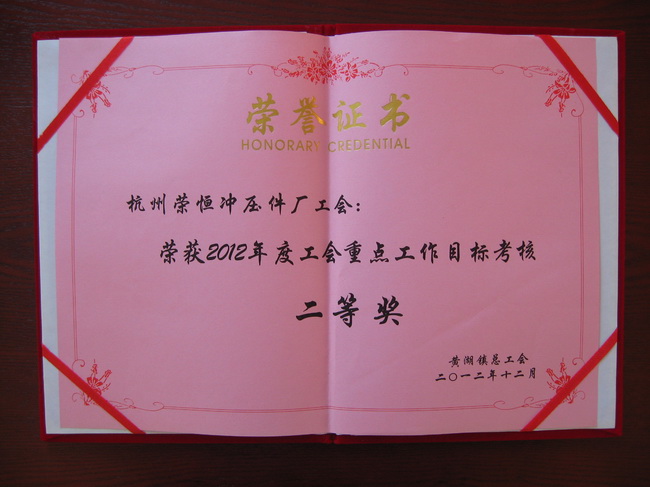 荣誉证书
HONORARY CREDENTIAL
杭州荣恒冲压件厂工会：
荣获2012年度工会重点工作目标考核
二等奖
黄湖镇总工会
二〇一二年十二月